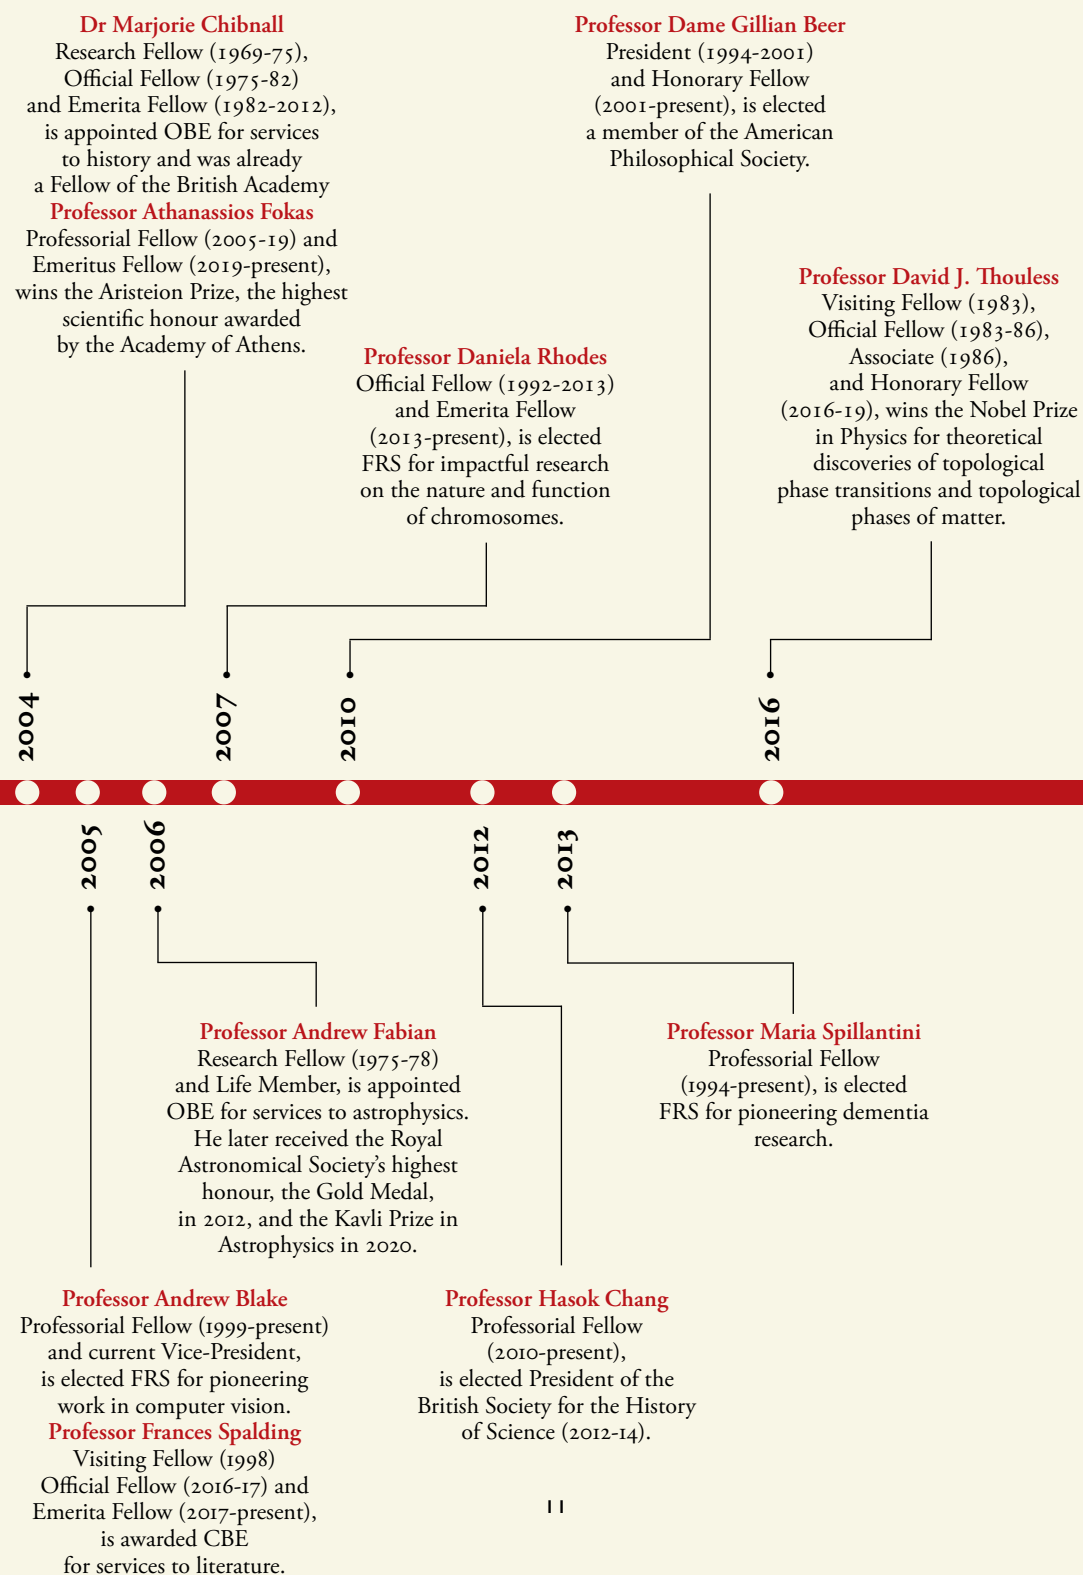 Dr Marjorie Chibnall
Research Fellow (1969-75),
Official Fellow (1975-82)
and Emerita Fellow (1982-2012),
is appointed OBE for services
to history and was already
a Fellow of the British Academy
Professor Athanassios Fokas
Professorial Fellow (2005-19) and
Emeritus Fellow (2019-present),
wins the Aristeion Prize, the highest
scientific honour awarded
by the Academy of Athens.
Professor Daniela Rhodes
Official Fellow (1992-2013)
and Emerita Fellow
(2013-present), is elected
FRS for impactful research
on the nature and function
of chromosomes.
Professor Dame Gillian Beer
President (1994-2001)
and Honorary Fellow
(2001-present), is elected
a member of the American
Philosophical Society.
Professor David J. Thouless
Visiting Fellow (1983),
Official Fellow (1983-86),
Associate (1986),
and Honorary Fellow
(2016-19), wins the Nobel Prize
in Physics for theoretical
discoveries of topological
phase transitions and topological
phases of matter.
2004
2007
2010
2016
2005
2006
2012
2013
Professor Andrew Fabian
Research Fellow (1975-78)
and Life Member, is appointed
OBE for services to astrophysics.
He later received the Royal
Astronomical Society's highest
honour, the Gold Medal,
in 2012, and the Kavli Prize in
Astrophysics in 2020.
Professor Maria Spillantini
Professorial Fellow
(1994-present), is elected
FRS for pioneering dementia
research.
Professor Andrew Blake
Professorial Fellow (1999-present)
and current Vice-President,
is elected FRS for pioneering
work in computer vision.
Professor Frances Spalding
Visiting Fellow (1998)
Official Fellow (2016-17) and
Emerita Fellow (2017-present),
is awarded CBE
for services to literature.
Professor Hasok Chang
Professorial Fellow
(2010-present),
is elected President of the
British Society for the History
of Science (2012-14).
11